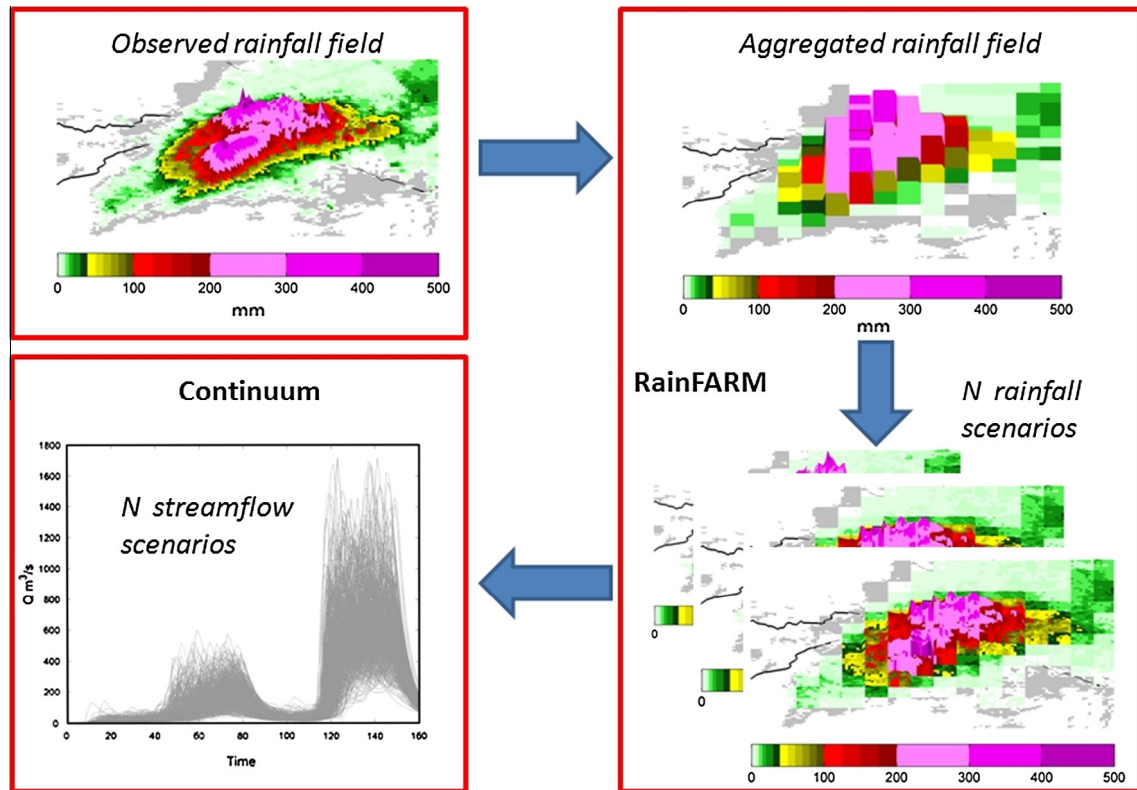 Observed rainfall field
0 100 200 300 400 500
mm
Aggregated rainfall field
0 100 200 300 400 500
mm
RainFARM
N rainfall
scenarios
0
0
0 100 200 300 400 500
Continuum
N streamflow
scenarios
Q m³/s
1800
1600
1400
1200
1000
800
600
400
200
0
0 20 40 60 80 100 120 140 160
Time